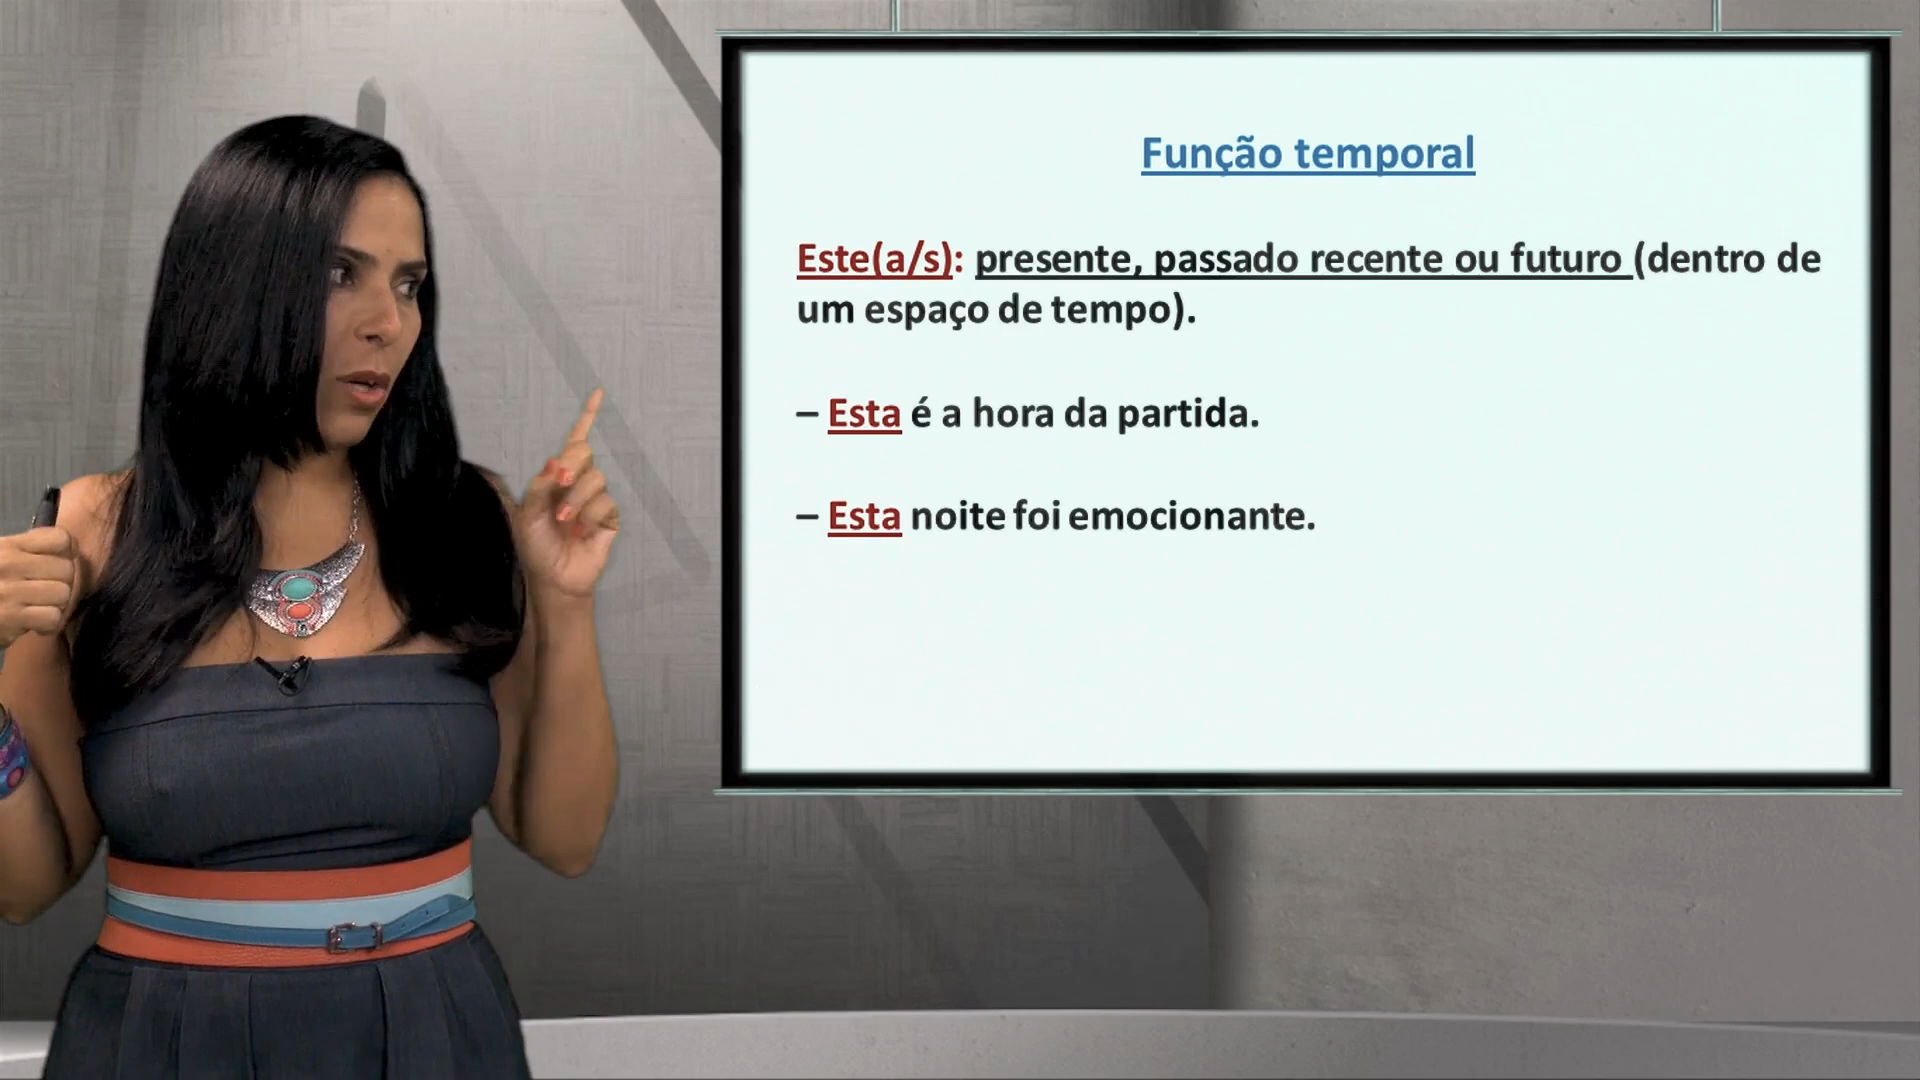 Função temporal
Este(a/s): presente, passado recente ou futuro (dentro de
um espaço de tempo).
– Esta é a hora da partida.
– Esta noite foi emocionante.